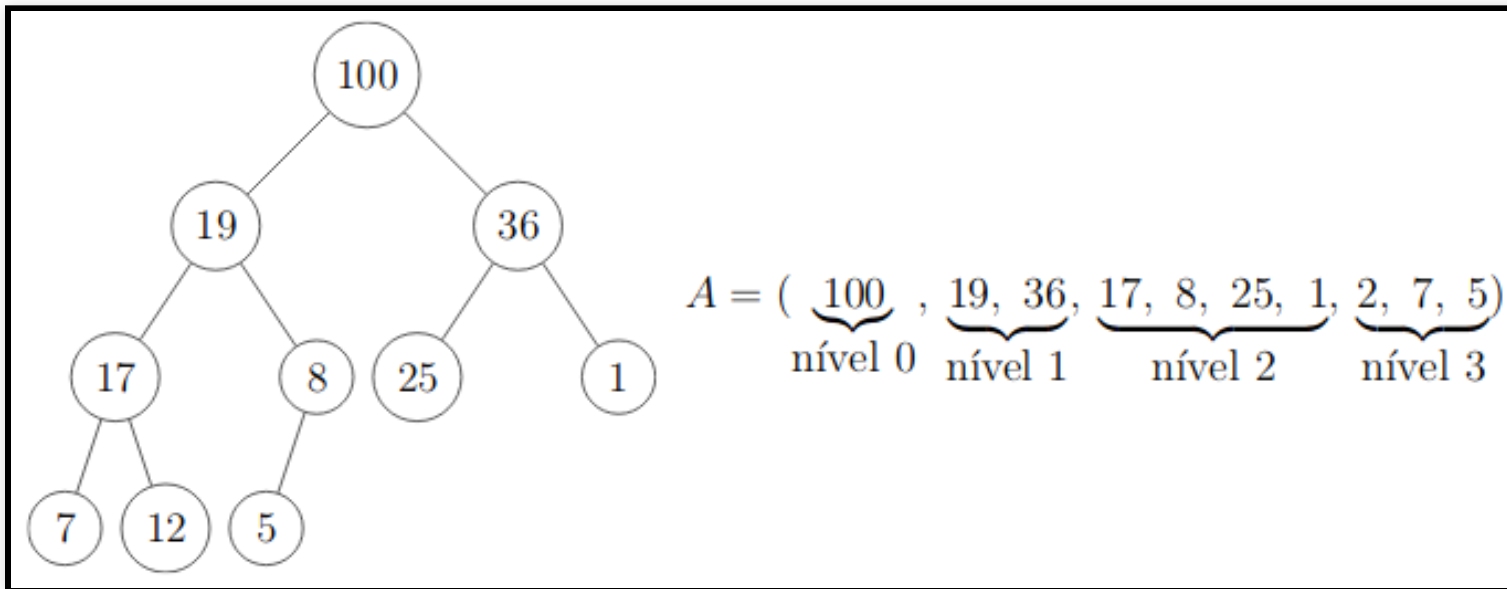 100
19 36
17 8 25 1
7 12 5
A = ( 100 , 19, 36, 17, 8, 25, 1, 2, 7, 5)
nível 0 nível 1 nível 2 nível 3